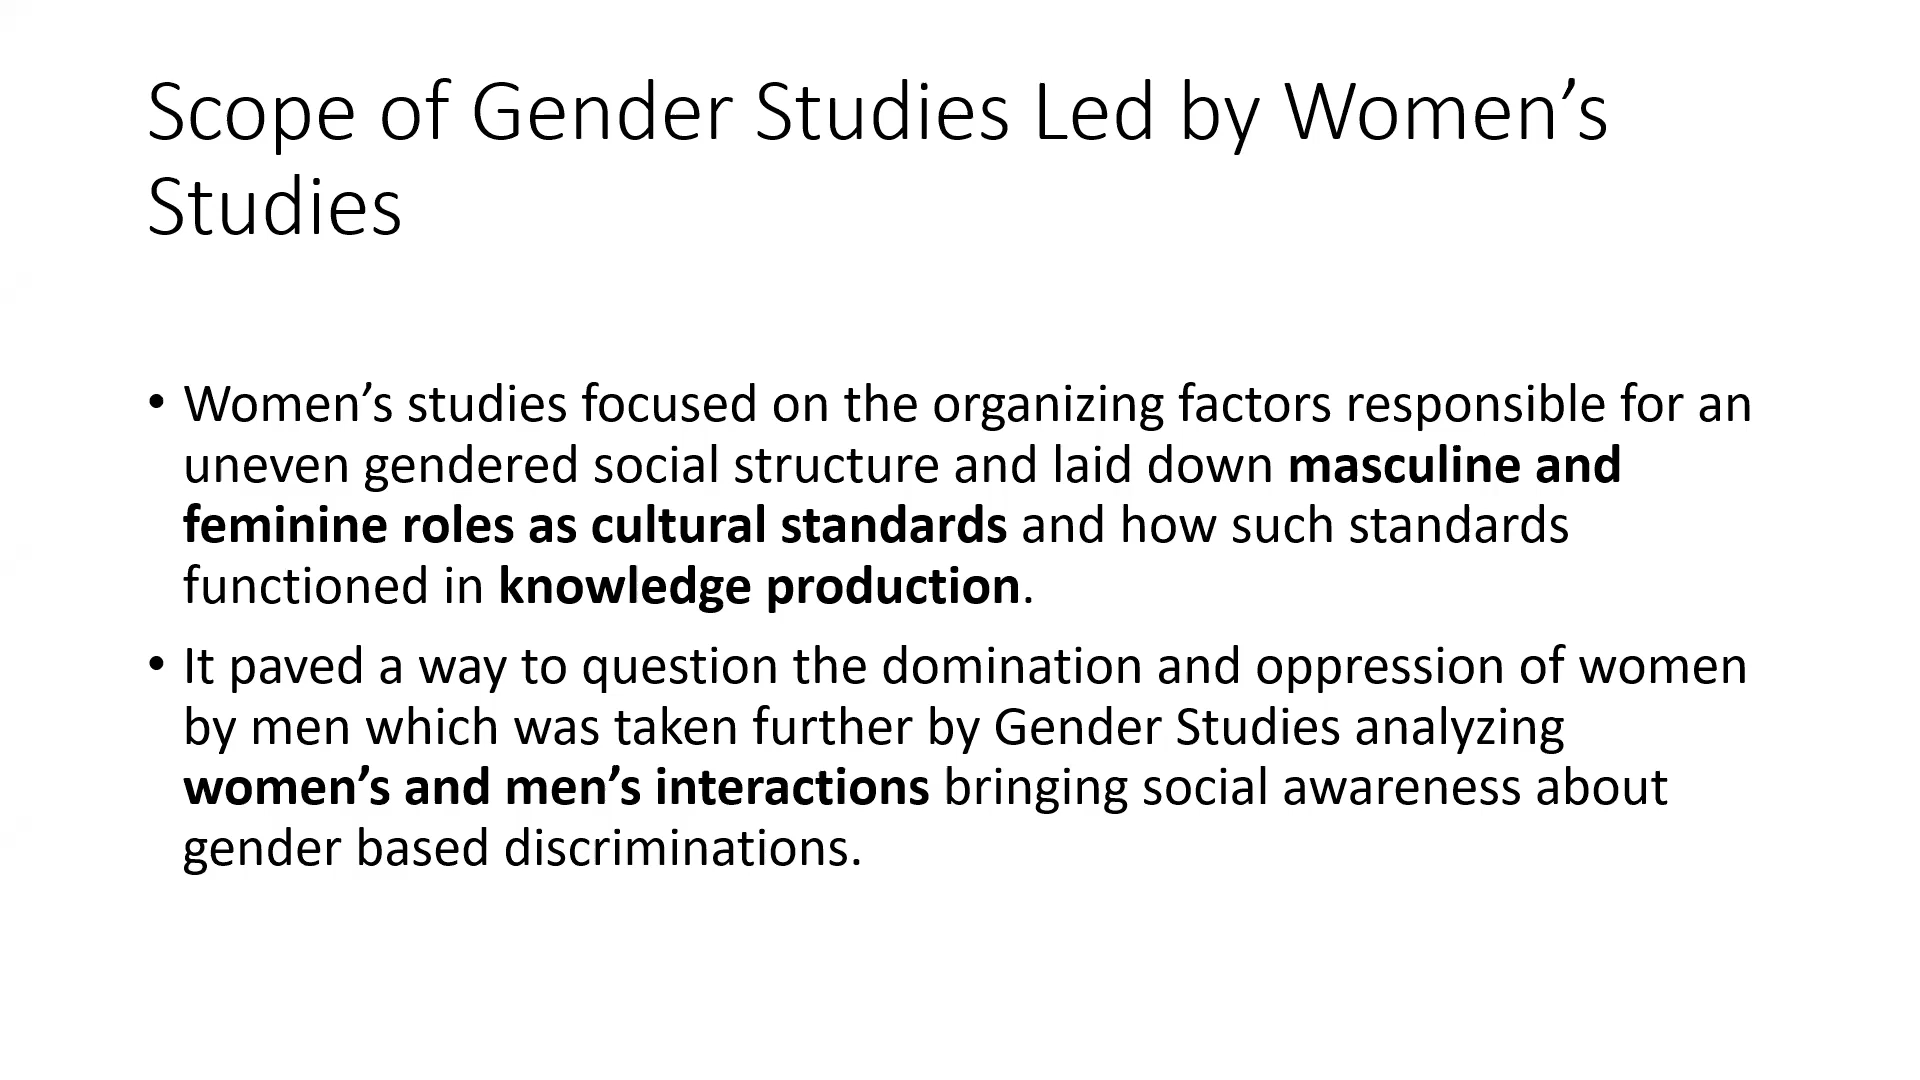 Scope of Gender Studies Led by Women’s
Studies
• Women’s studies focused on the organizing factors responsible for an
uneven gendered social structure and laid down masculine and
feminine roles as cultural standards and how such standards
functioned in knowledge production.
• It paved a way to question the domination and oppression of women
by men which was taken further by Gender Studies analyzing
women’s and men’s interactions bringing social awareness about
gender based discriminations.